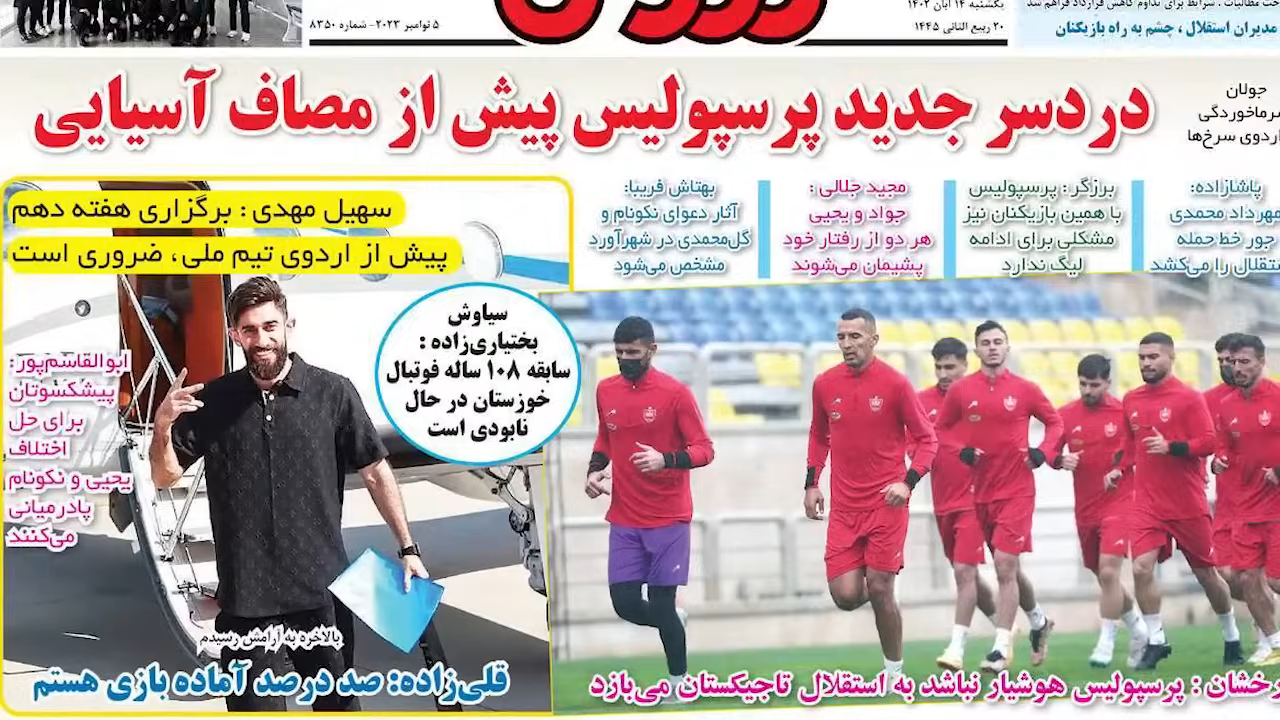 یکشنبه ۱۴ آبان ۱۴۰۲
۲۰ ربیع الثانی ۱۴۴۵
۵ نوامبر ۲۰۲۳ - شماره ۸۳۵۰
مدیران استقلال ، چشم به راه بازیکنان
جولان
سرماخوردگی
اردوی سرخ‌ها
دردسر جدید پرسپولیس پیش از مصاف آسیایی
پاشازاده:
مهرداد محمدی
جور خط حمله
استقلال را می‌کشد
برزگر: پرسپولیس
با همین بازیکنان نیز
مشکلی برای ادامه
لیگ ندارد
مجید جلالی :
جواد و یحیی
هر دو از رفتار خود
پشیمان می‌شوند
بهتاش فریبا:
آثار دعوای نکونام و
گل‌محمدی در شهرآورد
مشخص می‌شود
سهیل مهدی : برگزاری هفته دهم
پیش از اردوی تیم ملی، ضروری است
سیاوش
بختیاری‌زاده :
سابقه ۱۰۸ ساله فوتبال
خوزستان در حال
نابودی است
ابوالقاسم‌پور:
پیشکسوتان
برای حل
اختلاف
یحیی و نکونام
پادرمیانی
می‌کنند
بالاخره به آرامش رسیدم
قلی‌زاده: صد درصد آماده بازی هستم
درخشان : پرسپولیس هوشیار نباشد به استقلال تاجیکستان می‌بازد